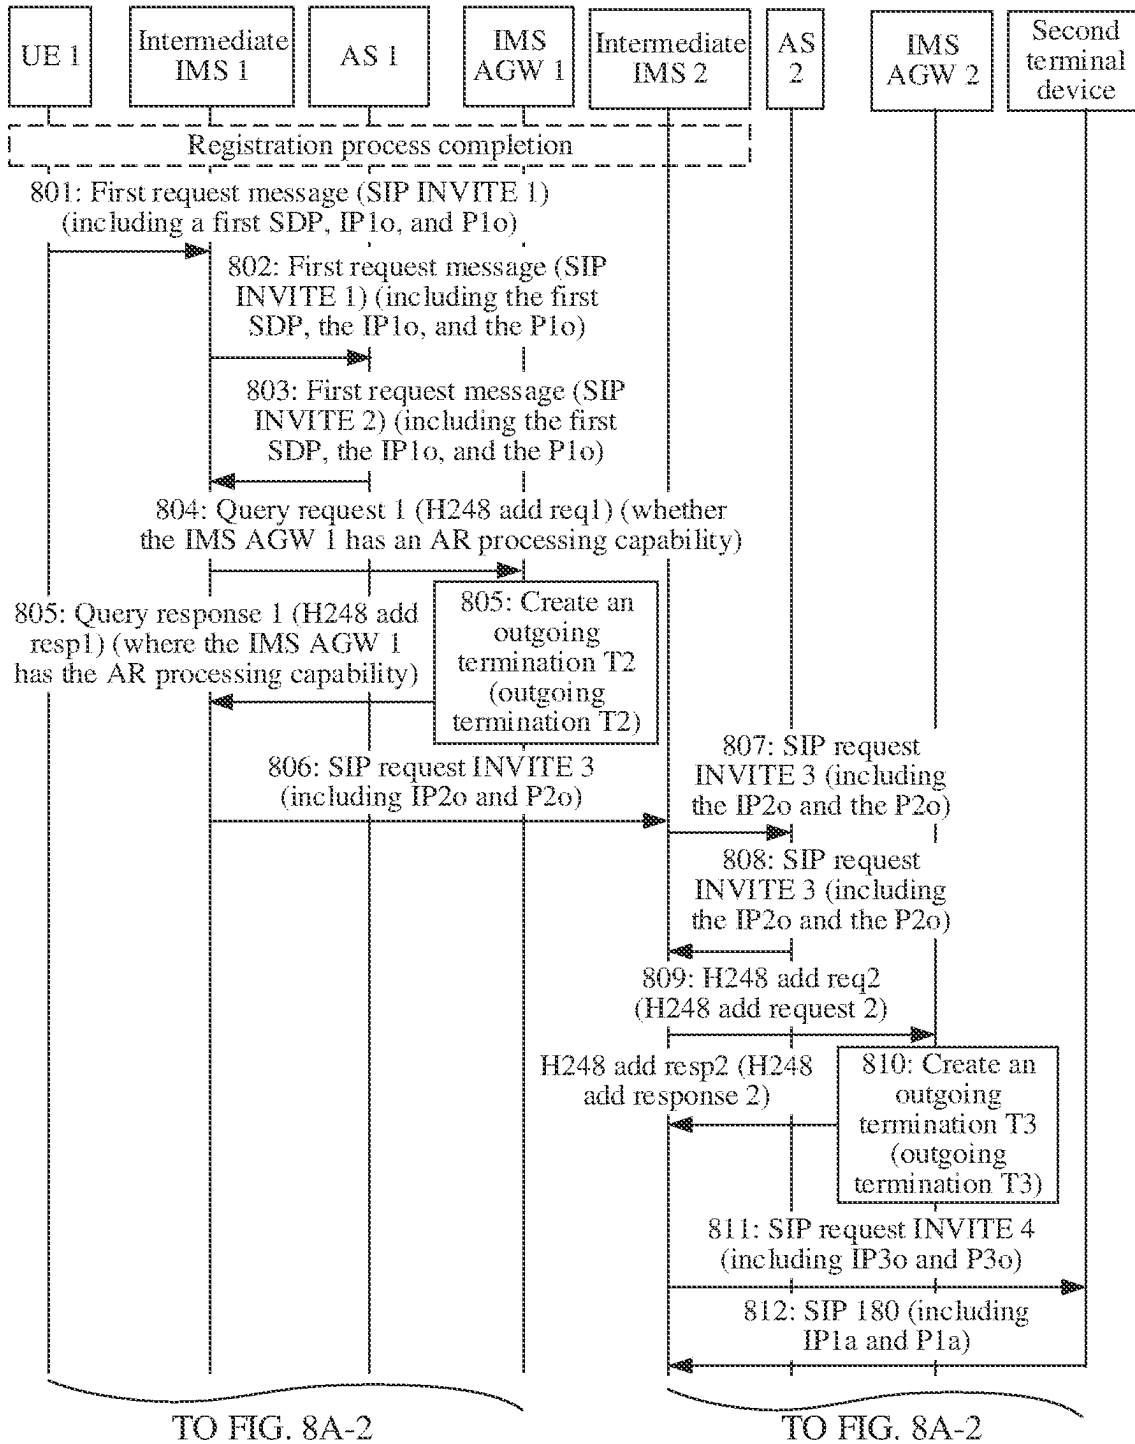 UE 1
Intermediate
IMS 1
AS 1
IMS
AGW 1
Intermediate
IMS 2
AS
2
IMS
AGW 2
Second
terminal
device
Registration process completion
801: First request message (SIP INVITE 1)
(including a first SDP, IP1o, and P1o)
802: First request message (SIP
INVITE 1) (including the first
SDP, the IP1o, and the P1o)
803: First request message (SIP
INVITE 2) (including the first
SDP, the IP1o, and the P1o)
804: Query request 1 (H248 add req1) (whether
the IMS AGW 1 has an AR processing capability)
805: Query response 1 (H248 add
resp1) (where the IMS AGW 1
has the AR processing capability)
805: Create an
outgoing
termination T2
(outgoing
termination T2)
806: SIP request INVITE 3
(including IP2o and P2o)
807: SIP request
INVITE 3 (including
the IP2o and the P2o)
808: SIP request
INVITE 3 (including
the IP2o and the P2o)
809: H248 add req2
(H248 add request 2)
H248 add resp2 (H248
add response 2)
810: Create an
outgoing
termination T3
(outgoing
termination T3)
811: SIP request INVITE 4
(including IP3o and P3o)
812: SIP 180 (including
IP1a and P1a)
TO FIG. 8A-2
TO FIG. 8A-2